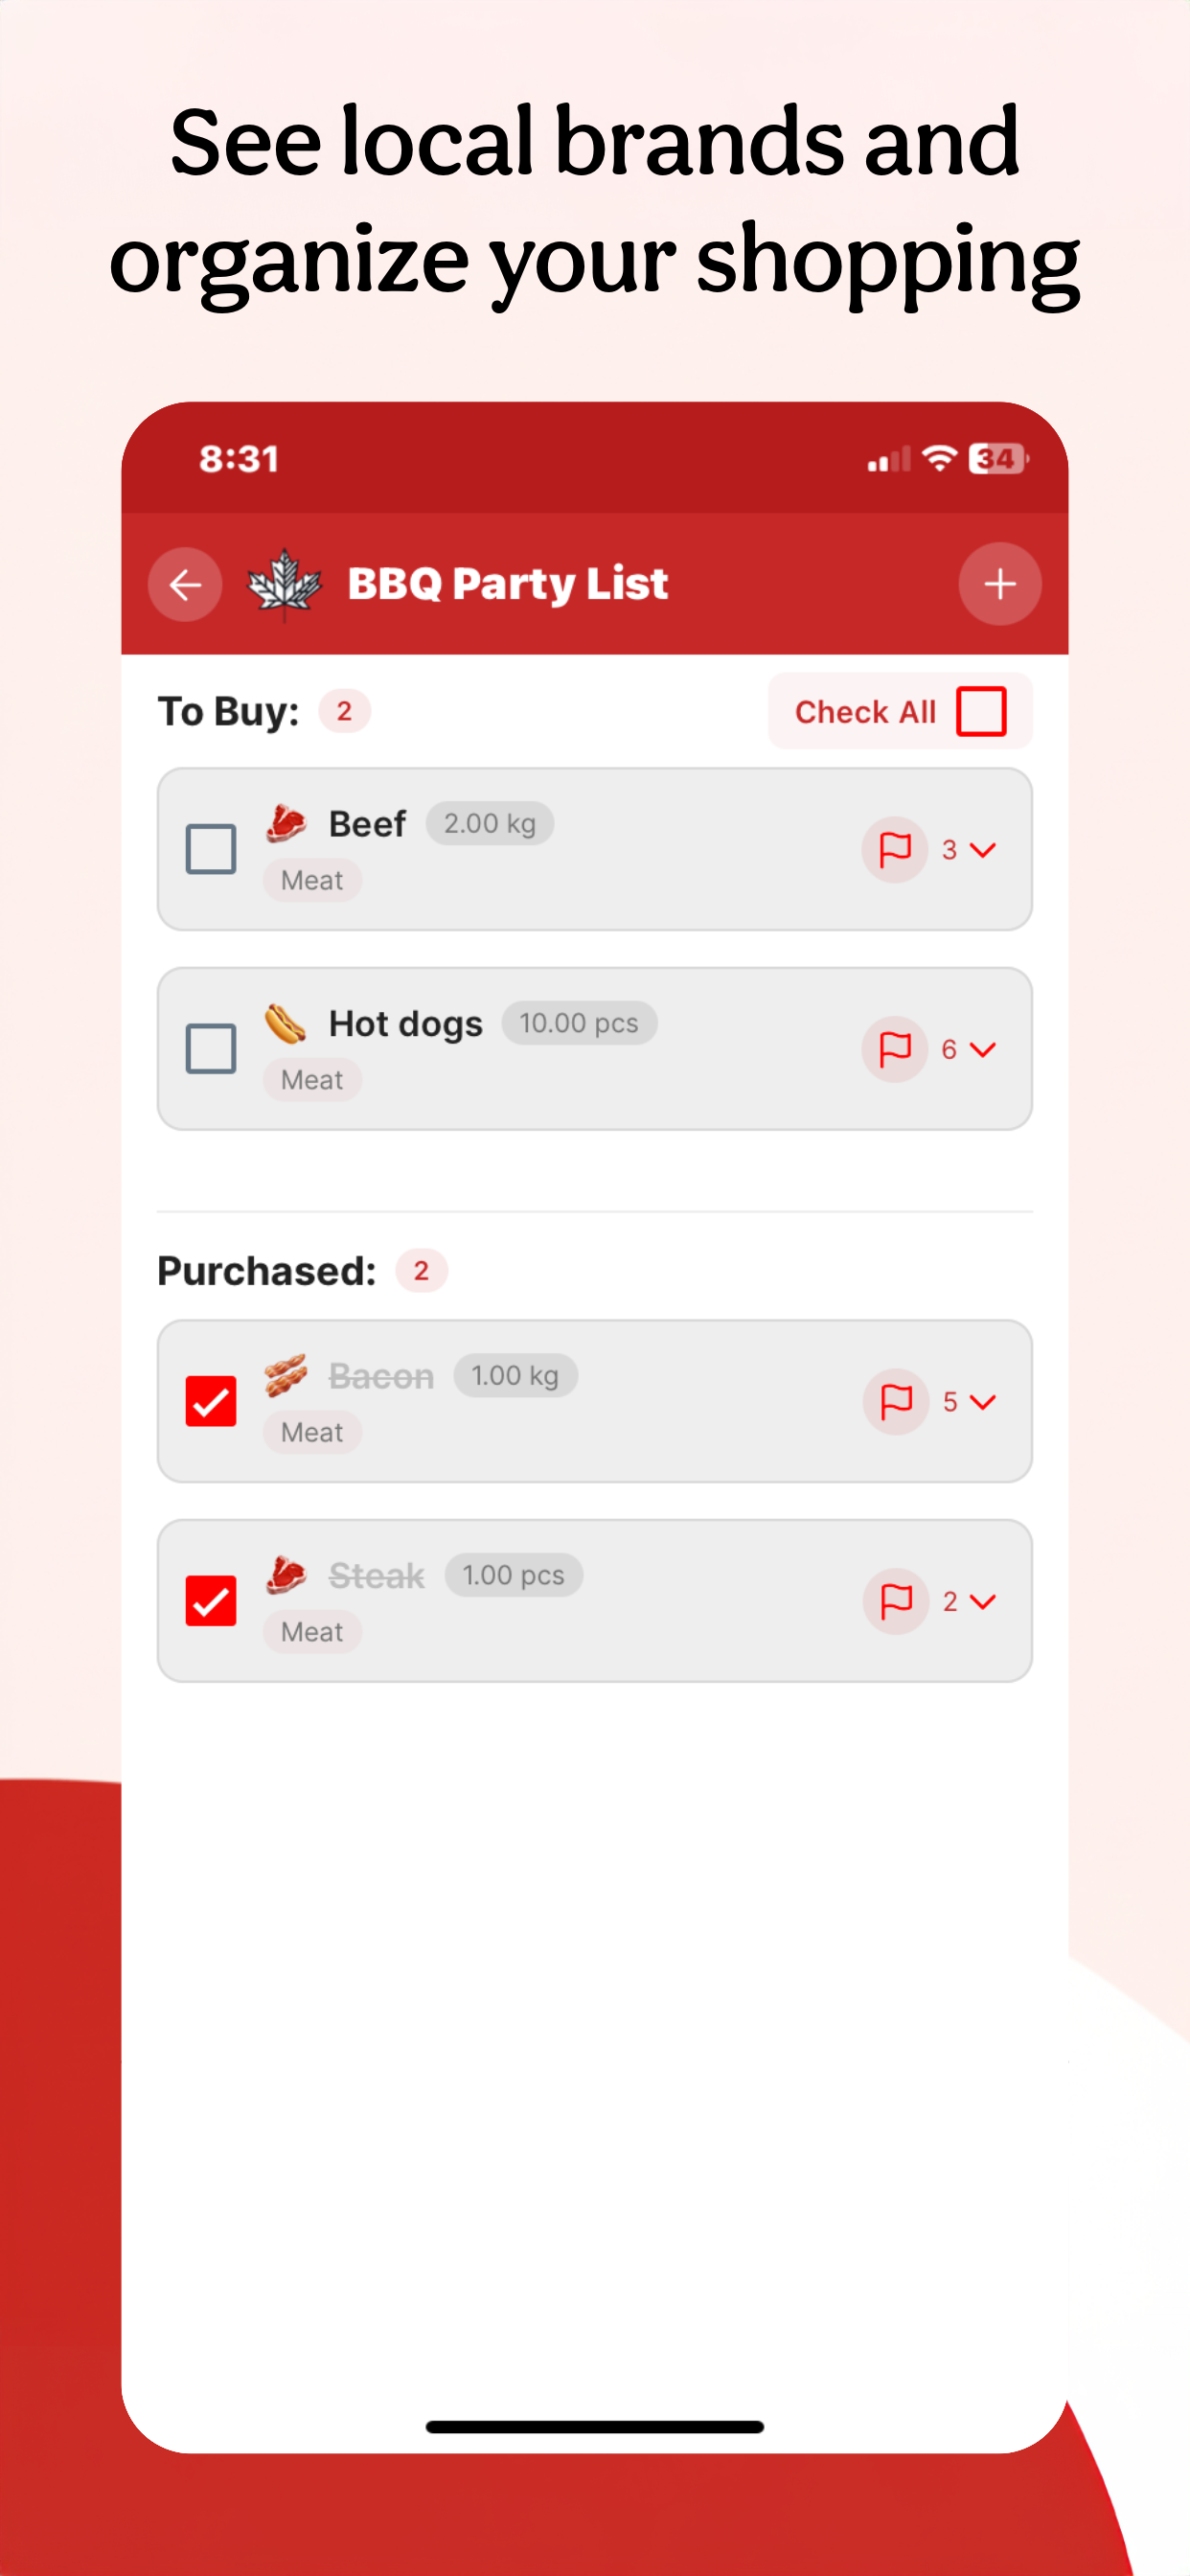 See local brands and
organize your shopping
8:31
34
BBQ Party List
To Buy: 2
Check All
Beef 2.00 kg
Meat
3
Hot dogs 10.00 pcs
Meat
6
Purchased: 2
Bacon 1.00 kg
Meat
5
Steak 1.00 pcs
Meat
2